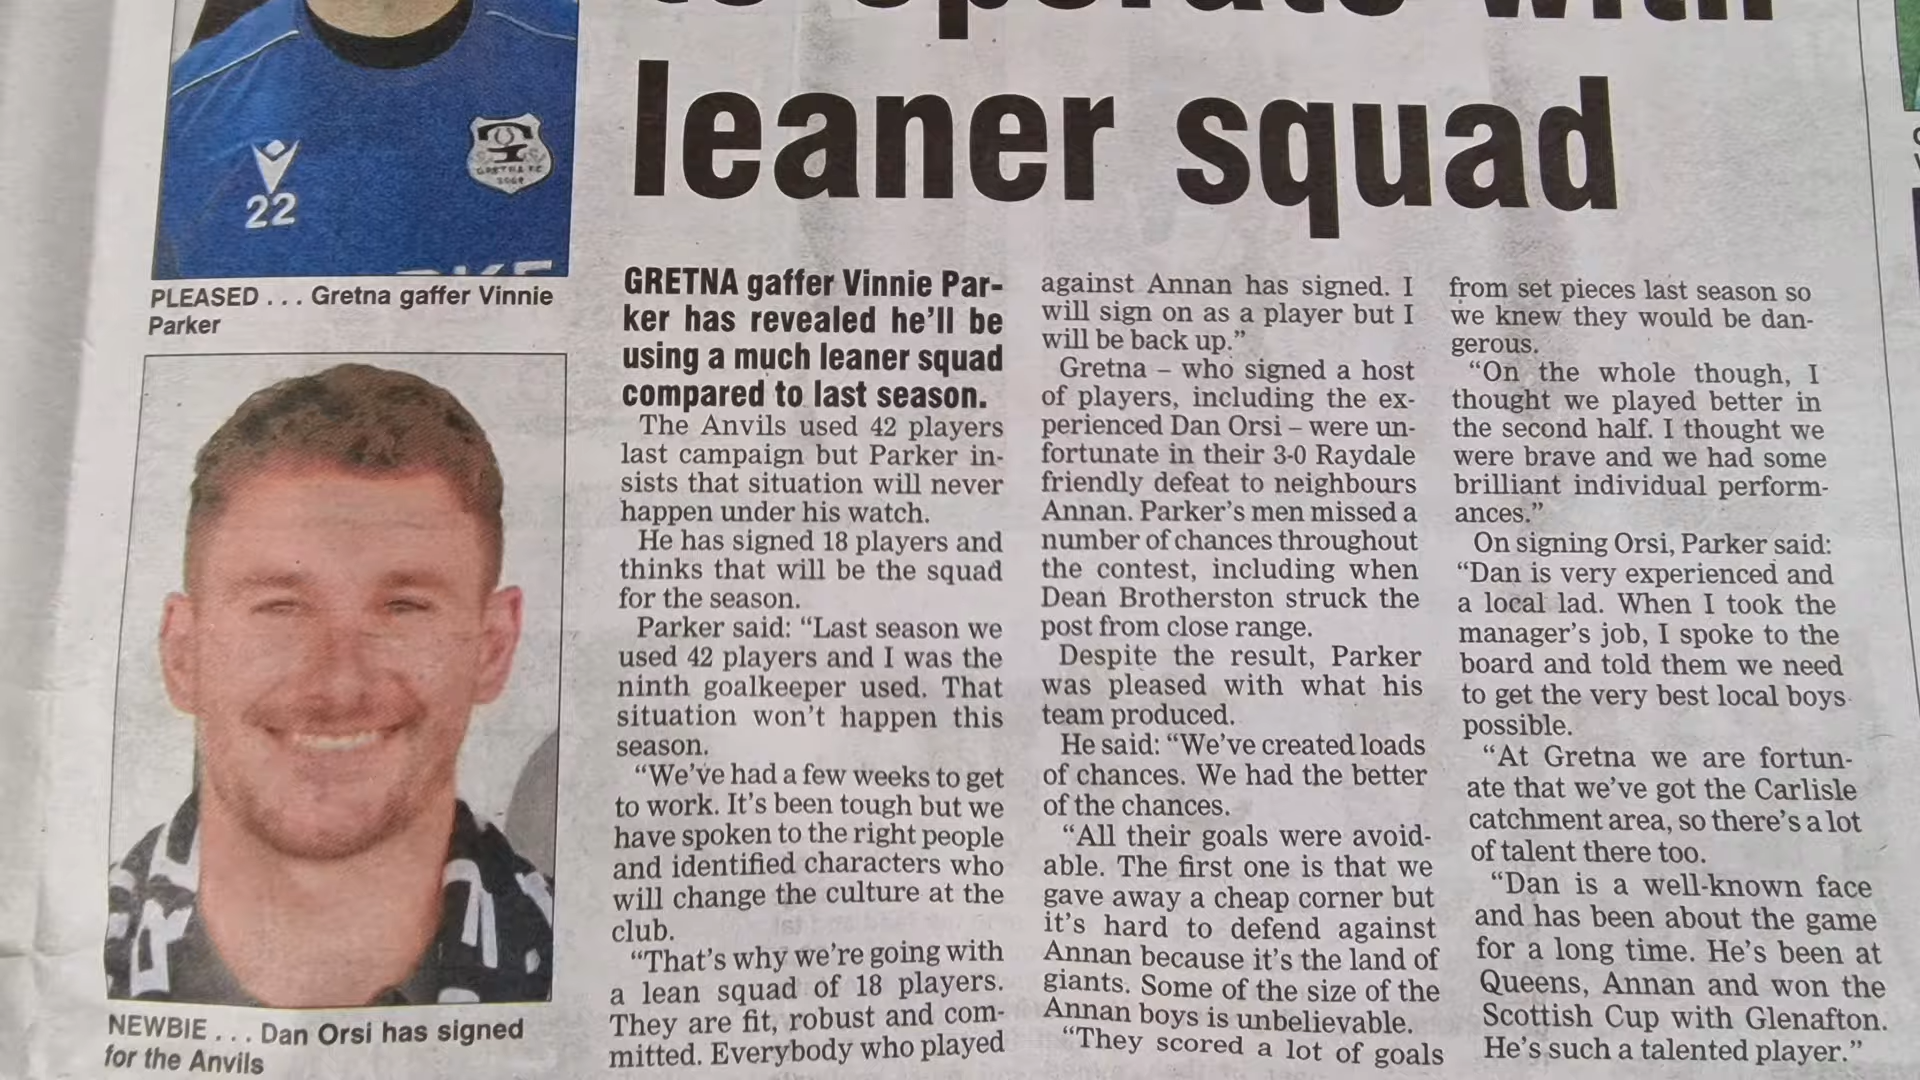 to operate with
leaner squad
22
GRETNA FC
2008
PLEASED . . . Gretna gaffer Vinnie
Parker
NEWBIE . . . Dan Orsi has signed
for the Anvils
GRETNA gaffer Vinnie Par-
ker has revealed he'll be
using a much leaner squad
compared to last season.
The Anvils used 42 players
last campaign but Parker in-
sists that situation will never
happen under his watch.
He has signed 18 players and
thinks that will be the squad
for the season.
Parker said: “Last season we
used 42 players and I was the
ninth goalkeeper used. That
situation won't happen this
season.
“We've had a few weeks to get
to work. It's been tough but we
have spoken to the right people
and identified characters who
will change the culture at the
club.
“That's why we're going with
a lean squad of 18 players.
They are fit, robust and com-
mitted. Everybody who played
against Annan has signed. I
will sign on as a player but I
will be back up.”
Gretna – who signed a host
of players, including the ex-
perienced Dan Orsi – were un-
fortunate in their 3-0 Raydale
friendly defeat to neighbours
Annan. Parker's men missed a
number of chances throughout
the contest, including when
Dean Brotherston struck the
post from close range.
Despite the result, Parker
was pleased with what his
team produced.
He said: “We've created loads
of chances. We had the better
of the chances.
“All their goals were avoid-
able. The first one is that we
gave away a cheap corner but
it's hard to defend against
Annan because it's the land of
giants. Some of the size of the
Annan boys is unbelievable.
“They scored a lot of goals
from set pieces last season so
we knew they would be dan-
gerous.
“On the whole though, I
thought we played better in
the second half. I thought we
were brave and we had some
brilliant individual perform-
ances.”
On signing Orsi, Parker said:
“Dan is very experienced and
a local lad. When I took the
manager's job, I spoke to the
board and told them we need
to get the very best local boys
possible.
“At Gretna we are fortun-
ate that we've got the Carlisle
catchment area, so there's a lot
of talent there too.
“Dan is a well-known face
and has been about the game
for a long time. He's been at
Queens, Annan and won the
Scottish Cup with Glenafton.
He's such a talented player.”